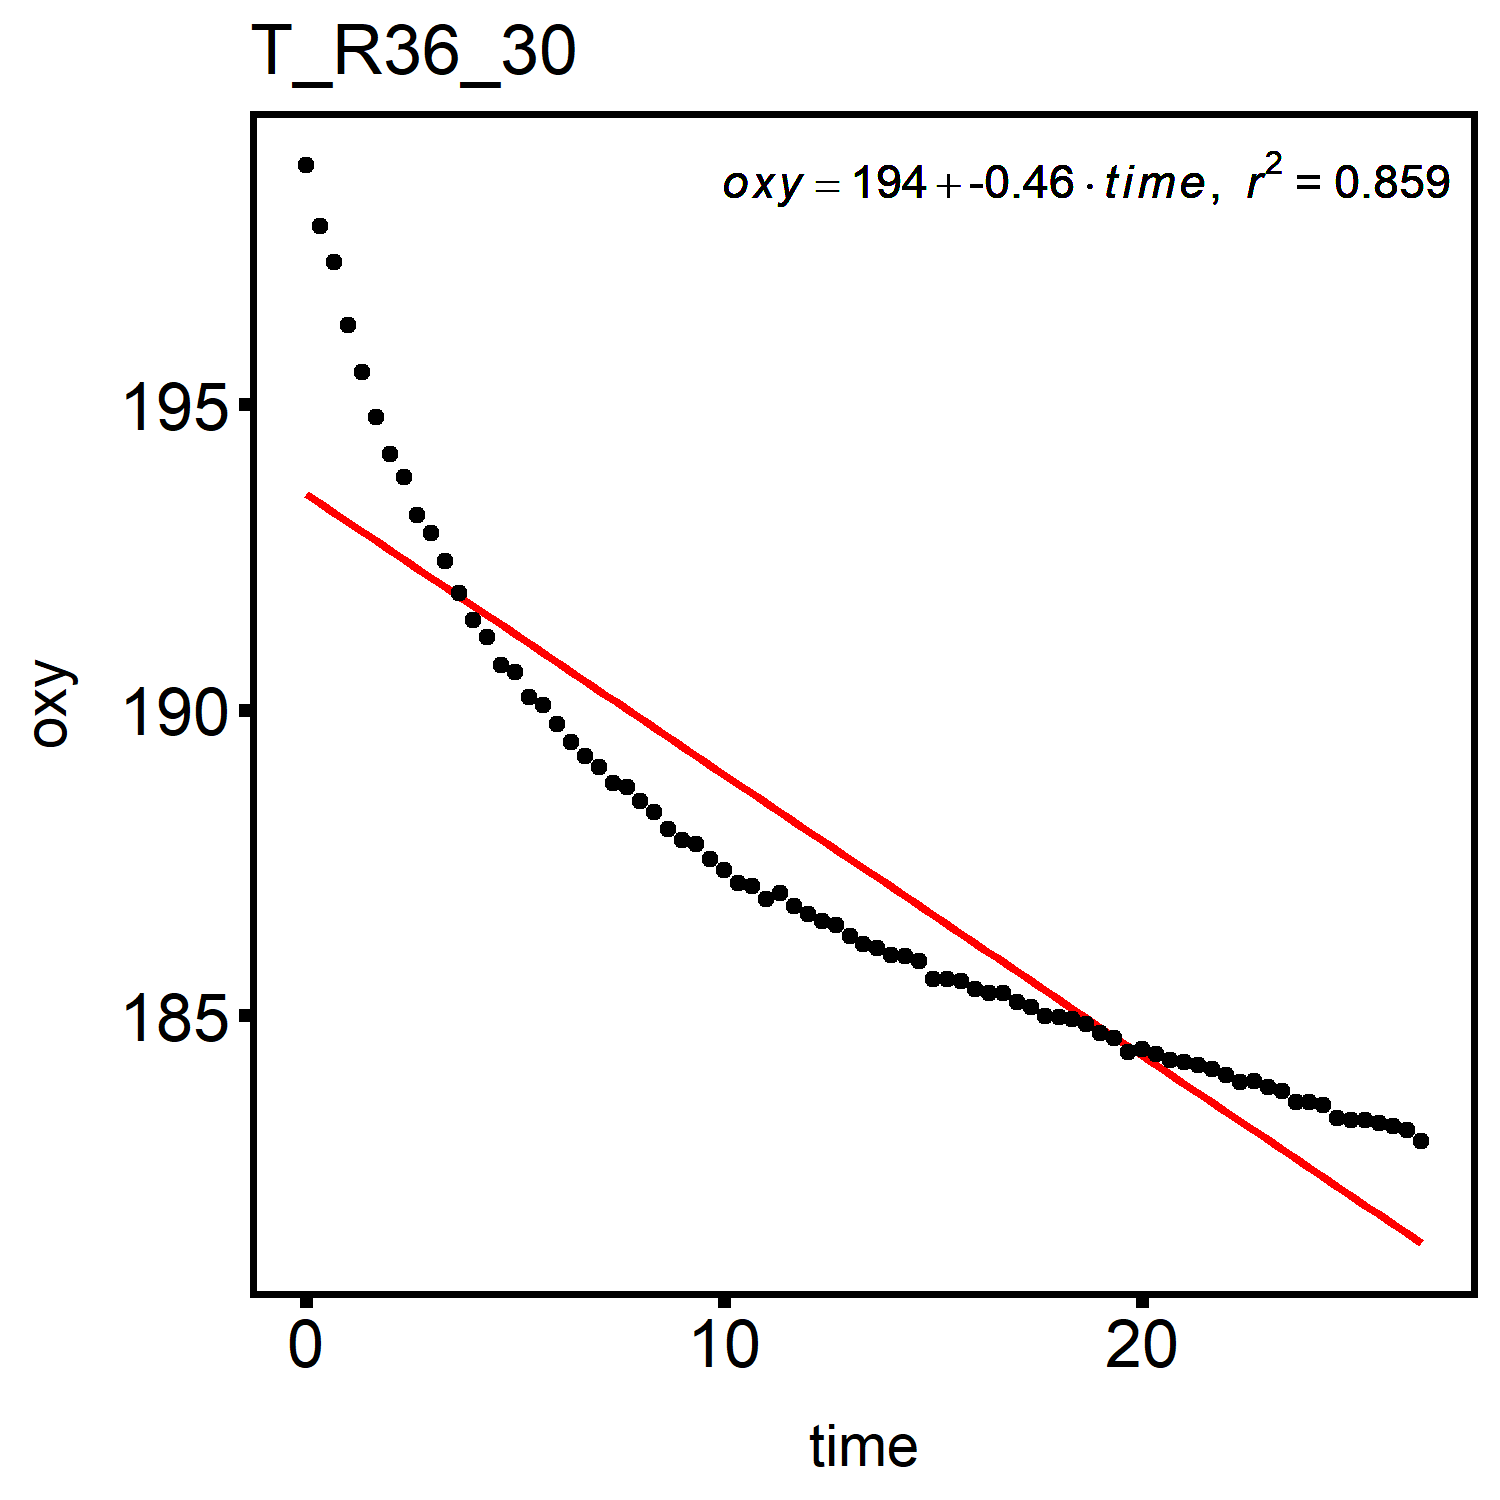 T_R36_30
oxy = 194 + -0.46 · time, r² = 0.859
195
190
185
oxy
0 10 20
time